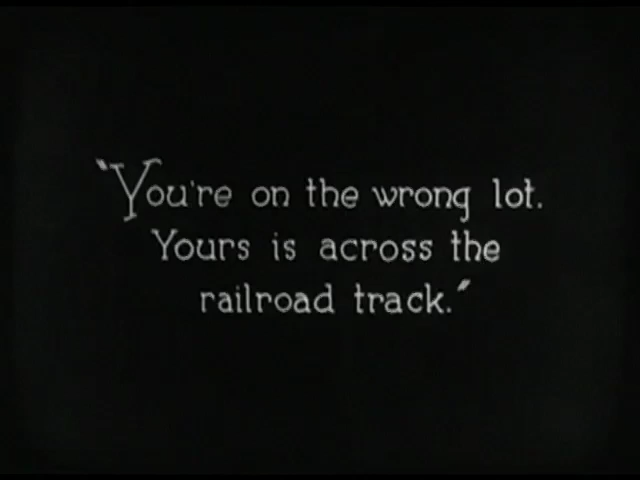 "You're on the wrong lot.
Yours is across the
railroad track."